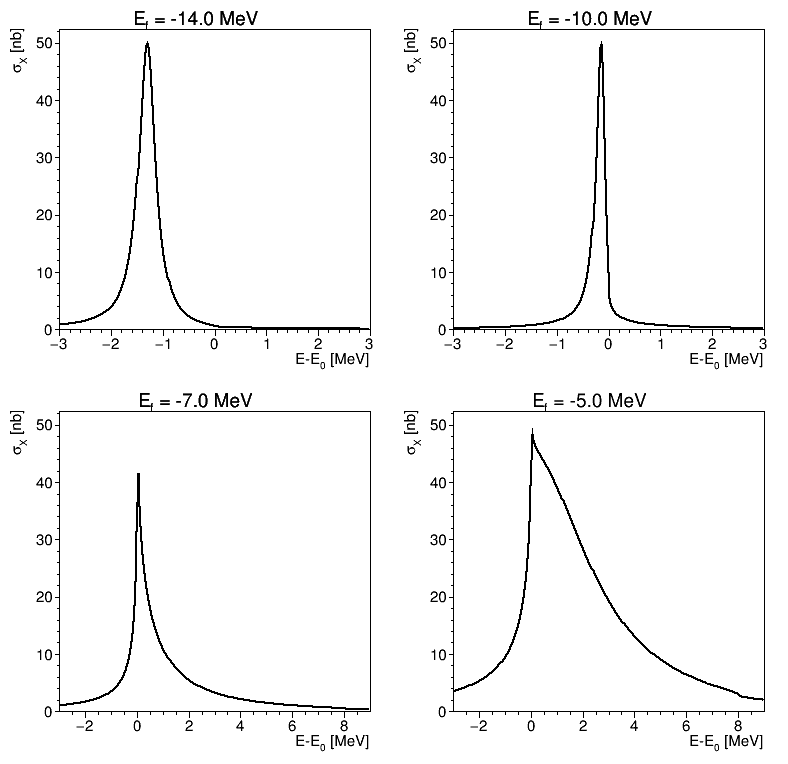 E_f = -14.0 MeV
σ_X [nb]
50
40
30
20
10
0
−3 −2 −1 0 1 2 3
E-E_0 [MeV]
E_f = -10.0 MeV
σ_X [nb]
50
40
30
20
10
0
−3 −2 −1 0 1 2 3
E-E_0 [MeV]
E_f = -7.0 MeV
σ_X [nb]
50
40
30
20
10
0
−2 0 2 4 6 8
E-E_0 [MeV]
E_f = -5.0 MeV
σ_X [nb]
50
40
30
20
10
0
−2 0 2 4 6 8
E-E_0 [MeV]